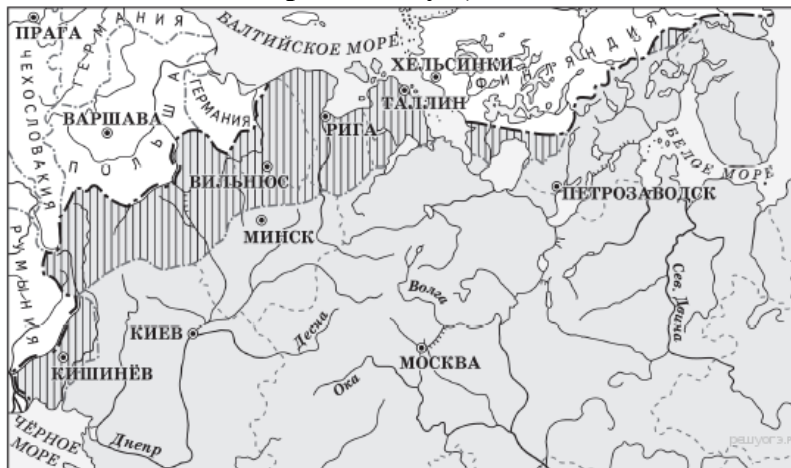 ПРАГА
ГЕРМАНИЯ
ЧЕХОСЛОВАКИЯ
БАЛТИЙСКОЕ МОРЕ
ФИНЛЯНДИЯ
ХЕЛЬСИНКИ
ТАЛЛИН
ГЕРМАНИЯ
ВАРШАВА
ПОЛЬША
РИГА
ВИЛЬНЮС
БЕЛОЕ МОРЕ
ПЕТРОЗАВОДСК
МИНСК
РУМЫНИЯ
Волга
Сев. Двина
КИЕВ
Десна
МОСКВА
КИШИНЁВ
Ока
ЧЁРНОЕ
МОРЕ
Днепр